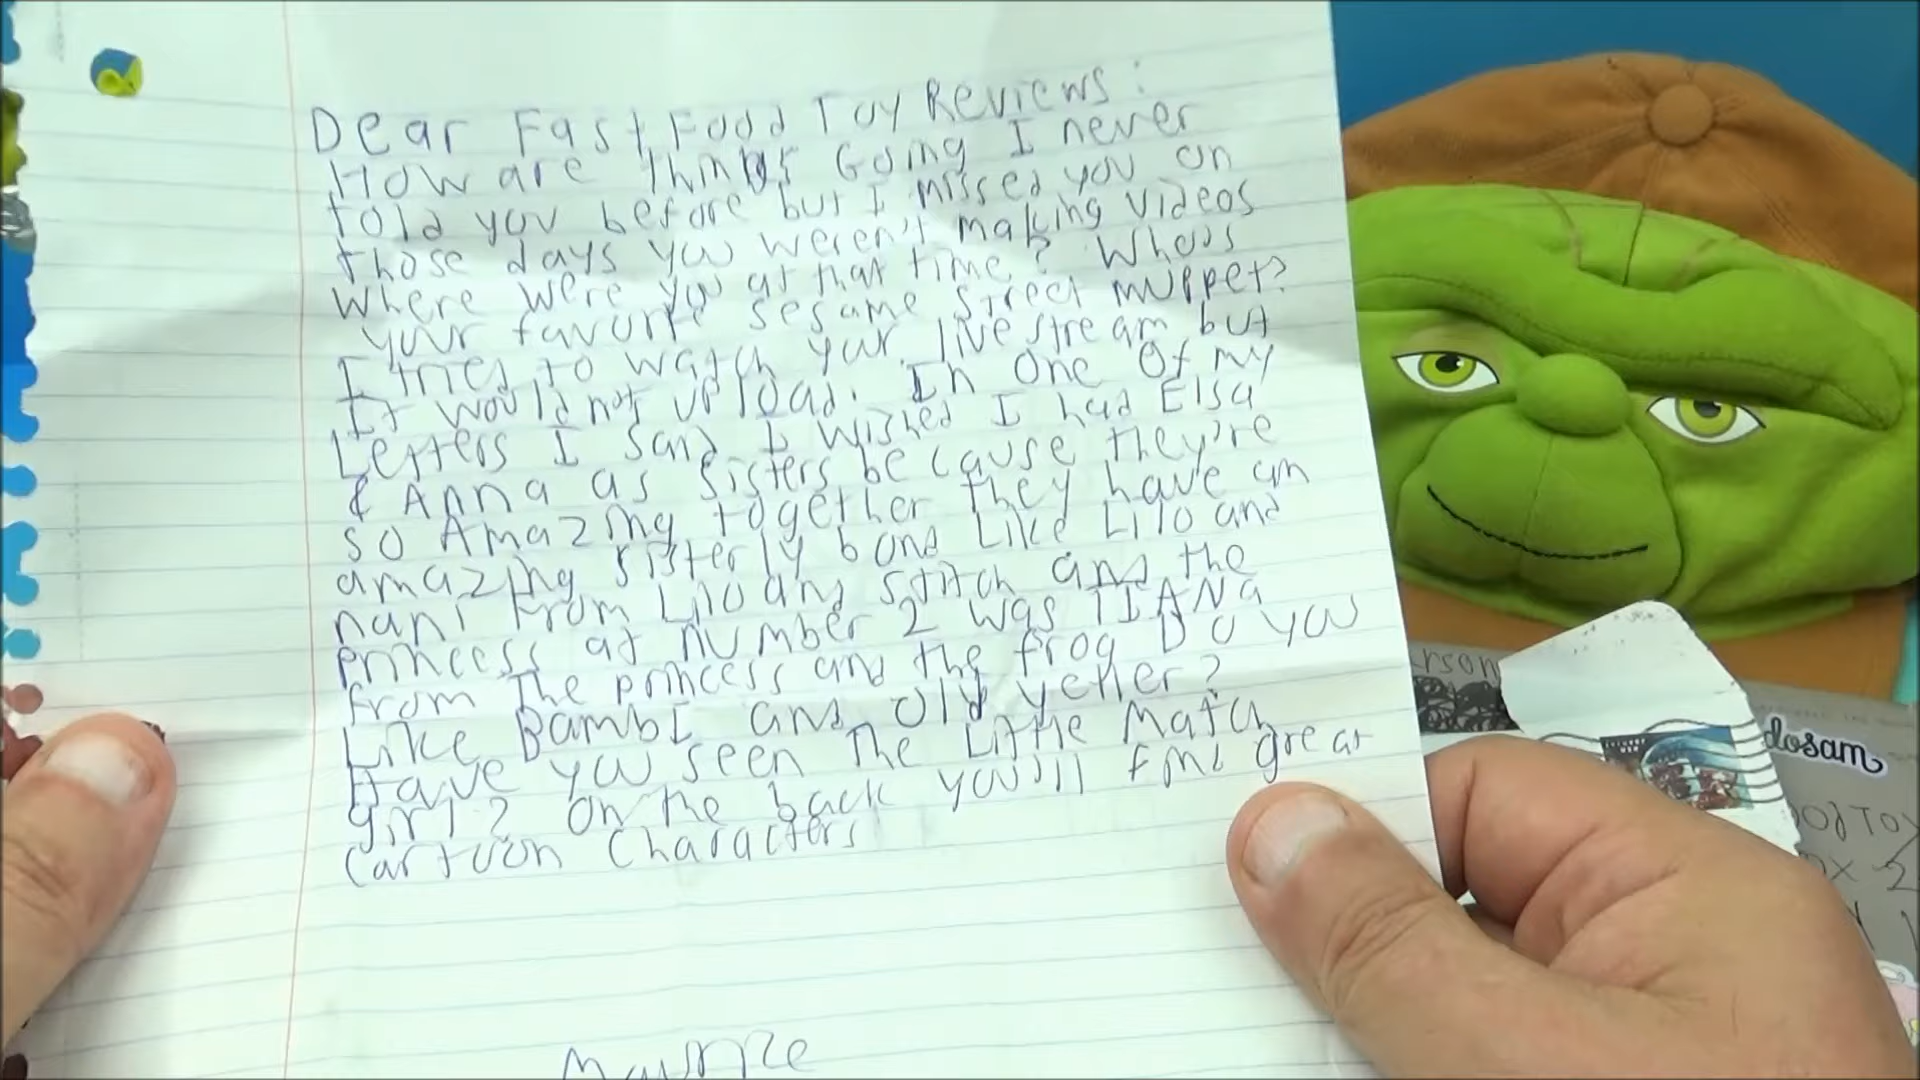 Dear Fast Food Toy Reviews:
How are things Going I never
told you before but I missed you on
those days you weren't making videos
where were you at that time? Who's
your favorite sesame street muppet?
I tried to watch your livestream but
It would not upload. In One Of my
Letters I said I wished I had Elsa
& Anna as sisters because they're
so Amazing together they have an
amazing sisterly bond Like Lilo and
nani from Lilo and Stitch and the
princess at number 2 was TIANA
from The princess and the frog Do you
Like Bambi and Old yeller?
Have you seen The Little Match
girl? On the back you'll find great
Cartoon Characters
Maurice
dosam